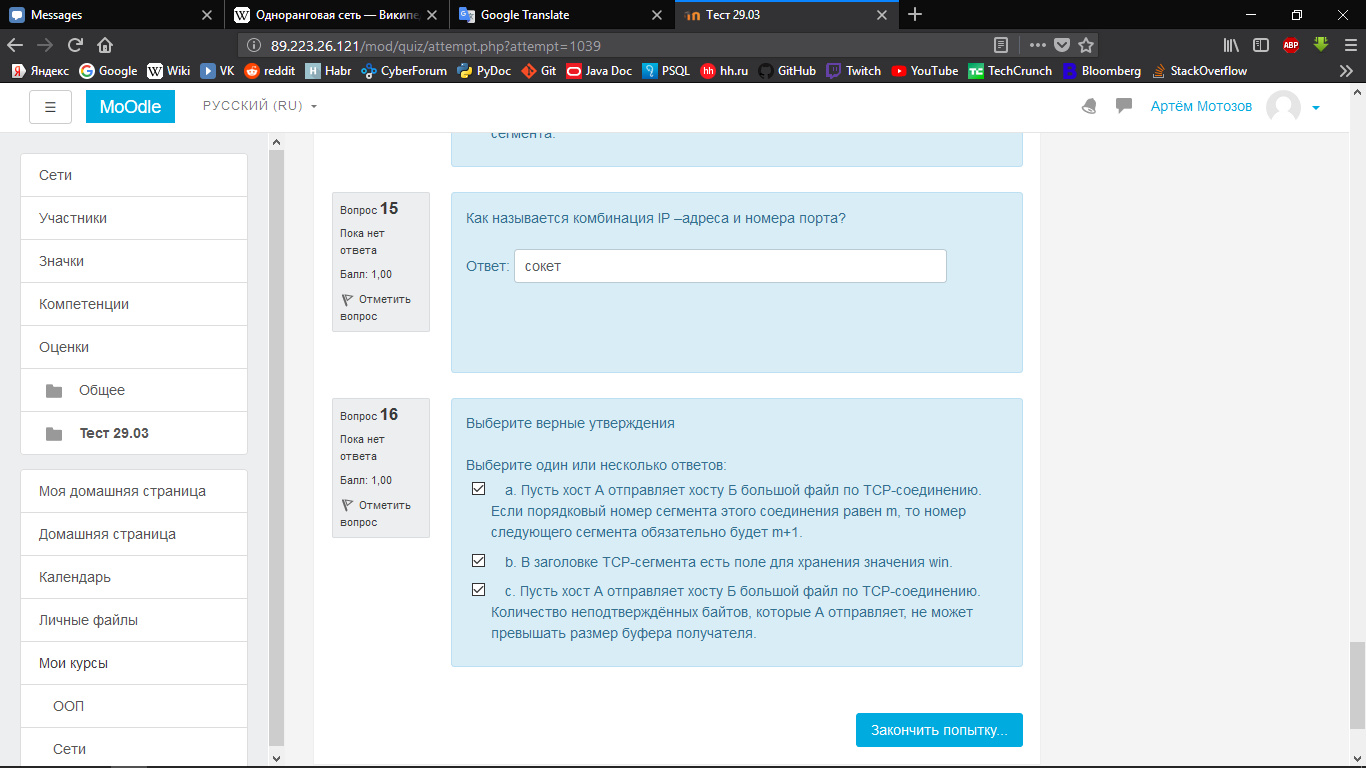 Messages
Одноранговая сеть — Википе
Google Translate
Тест 29.03
89.223.26.121/mod/quiz/attempt.php?attempt=1039
Яндекс Google Wiki VK reddit Habr CyberForum PyDoc Git Java Doc PSQL hh.ru GitHub Twitch YouTube TechCrunch Bloomberg StackOverflow
MoOdle
РУССКИЙ (RU)
Артём Мотозов
Сети
Участники
Значки
Компетенции
Оценки
Общее
Тест 29.03
Моя домашняя страница
Домашняя страница
Календарь
Личные файлы
Мои курсы
ООП
Сети
сегмента.
Вопрос 15
Пока нет
ответа
Балл: 1,00
Отметить
вопрос
Как называется комбинация IP –адреса и номера порта?
Ответ: сокет
Вопрос 16
Пока нет
ответа
Балл: 1,00
Отметить
вопрос
Выберите верные утверждения
Выберите один или несколько ответов:
a. Пусть хост А отправляет хосту Б большой файл по TCP-соединению.
Если порядковый номер сегмента этого соединения равен m, то номер
следующего сегмента обязательно будет m+1.
b. В заголовке TCP-сегмента есть поле для хранения значения win.
c. Пусть хост А отправляет хосту Б большой файл по TCP-соединению.
Количество неподтверждённых байтов, которые А отправляет, не может
превышать размер буфера получателя.
Закончить попытку...